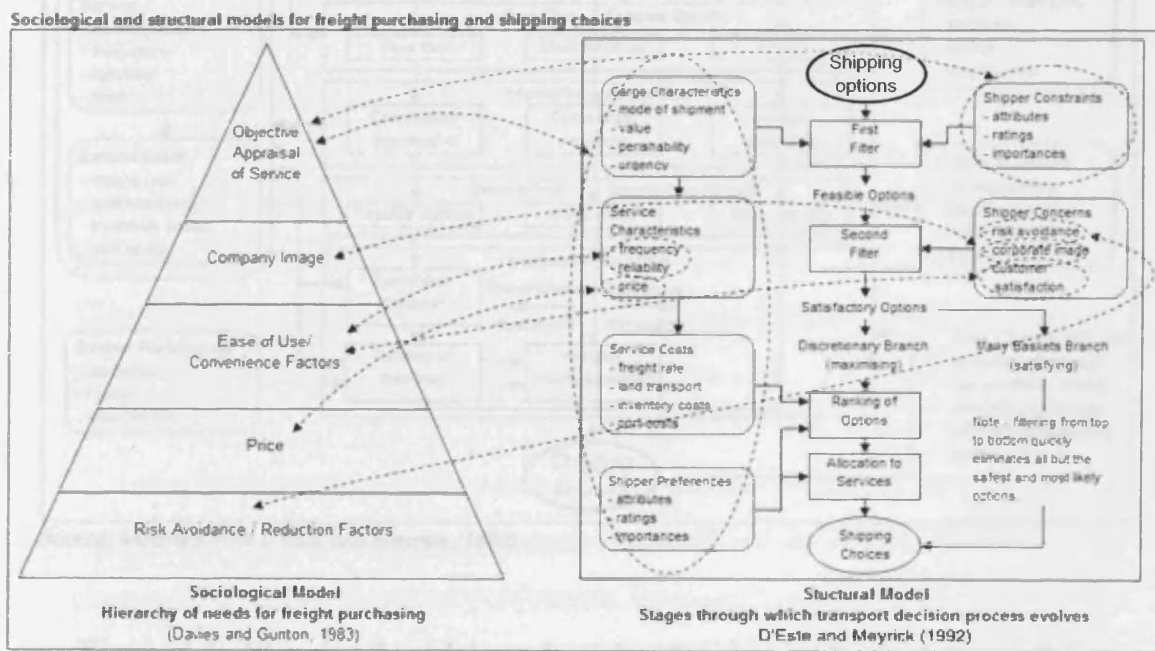 Sociological and structural models for freight purchasing and shipping choices
Objective
Appraisal
of Service
Company Image
Ease of Use/
Convenience Factors
Price
Risk Avoidance / Reduction Factors
Sociological Model
Hierarchy of needs for freight purchasing
(Davies and Gunton, 1983)
Shipping
options
Cargo Characteristics
- mode of shipment
- value
- perishability
- urgency
First
Filter
Shipper Constraints
- attributes
- ratings
- importances
Feasible Options
Service
Characteristics
- frequency
- reliability
- price
Second
Filter
Shipper Concerns
- risk avoidance
- corporate image
- customer
satisfaction
Satisfactory Options
Service Costs
- freight rate
- land transport
- inventory costs
- port costs
Discretionary Branch
(maximising)
Many Baskets Branch
(satisfying)
Ranking of
Options
Note - filtering from top
to bottom quickly
eliminates all but the
safest and most likely
options.
Shipper Preferences
- attributes
- ratings
- importances
Allocation to
Services
Shipping
Choices
Stuctural Model
Stages through which transport decision process evolves
D'Este and Meyrick (1992)